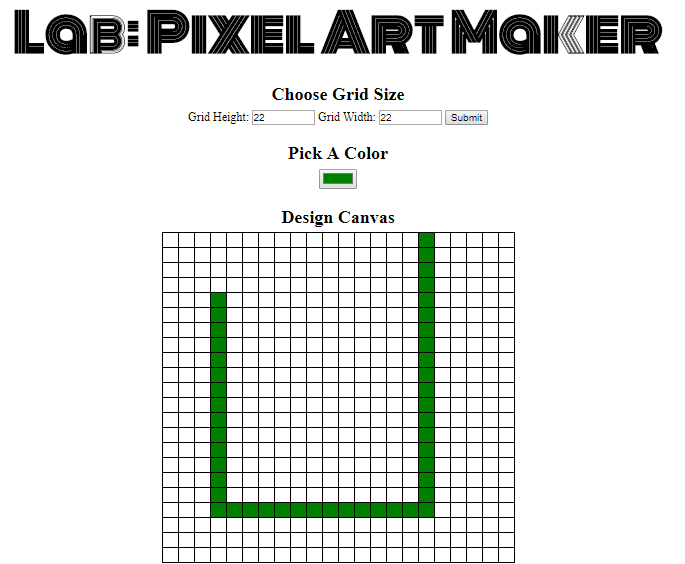 Lab: Pixel Art Maker
Choose Grid Size
Grid Height: 22 Grid Width: 22 Submit
Pick A Color
Design Canvas